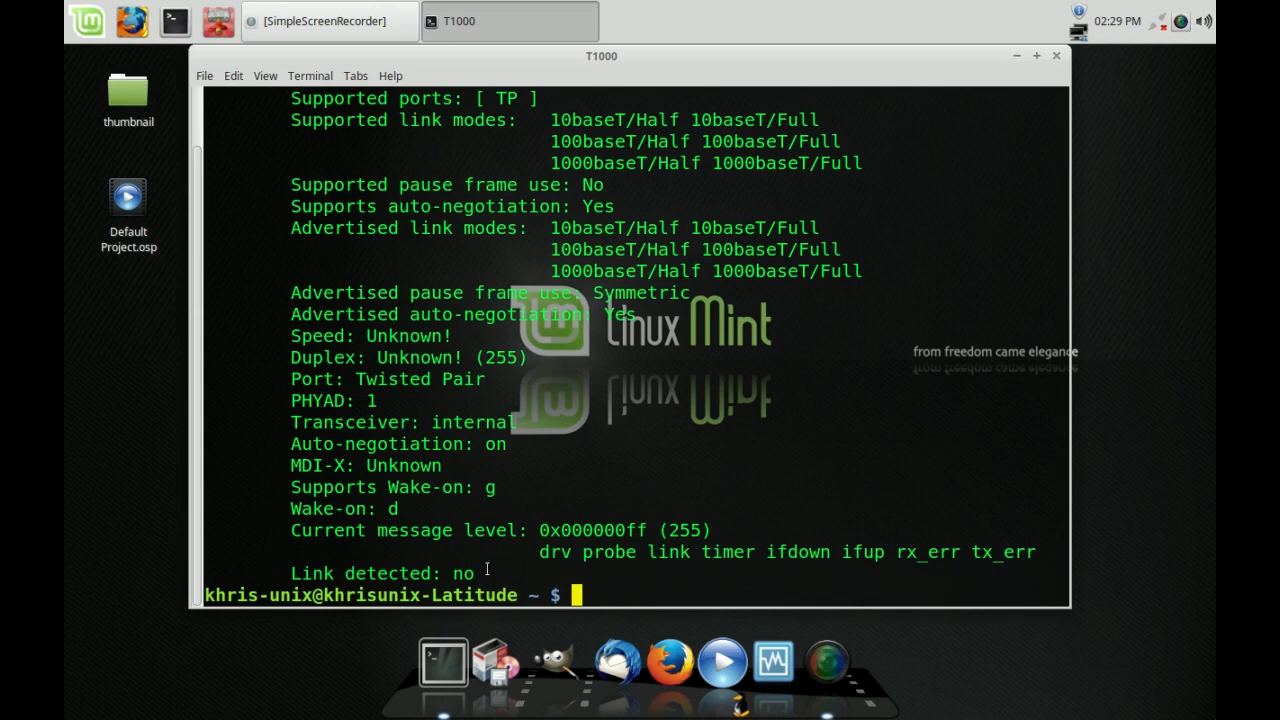 [SimpleScreenRecorder]
T1000
02:29 PM
T1000
File Edit View Terminal Tabs Help
thumbnail
Default
Project.osp
Supported ports: [ TP ]
Supported link modes: 10baseT/Half 10baseT/Full
100baseT/Half 100baseT/Full
1000baseT/Half 1000baseT/Full
Supported pause frame use: No
Supports auto-negotiation: Yes
Advertised link modes: 10baseT/Half 10baseT/Full
100baseT/Half 100baseT/Full
1000baseT/Half 1000baseT/Full
Advertised pause frame use: Symmetric
Advertised auto-negotiation: Yes
Speed: Unknown!
Duplex: Unknown! (255)
Port: Twisted Pair
PHYAD: 1
Transceiver: internal
Auto-negotiation: on
MDI-X: Unknown
Supports Wake-on: g
Wake-on: d
Current message level: 0x000000ff (255)
drv probe link timer ifdown ifup rx_err tx_err
Link detected: no
khris-unix@khrisunix-Latitude ~ $
Linux Mint
from freedom came elegance